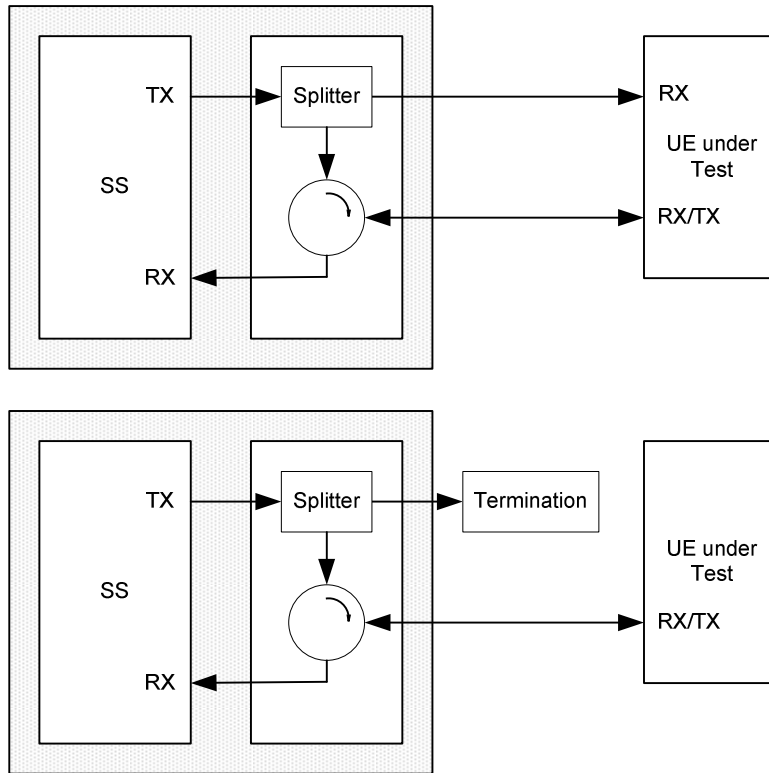 TX
Splitter
RX
SS
UE under
Test
RX/TX
RX
TX
Splitter
Termination
SS
UE under
Test
RX/TX
RX